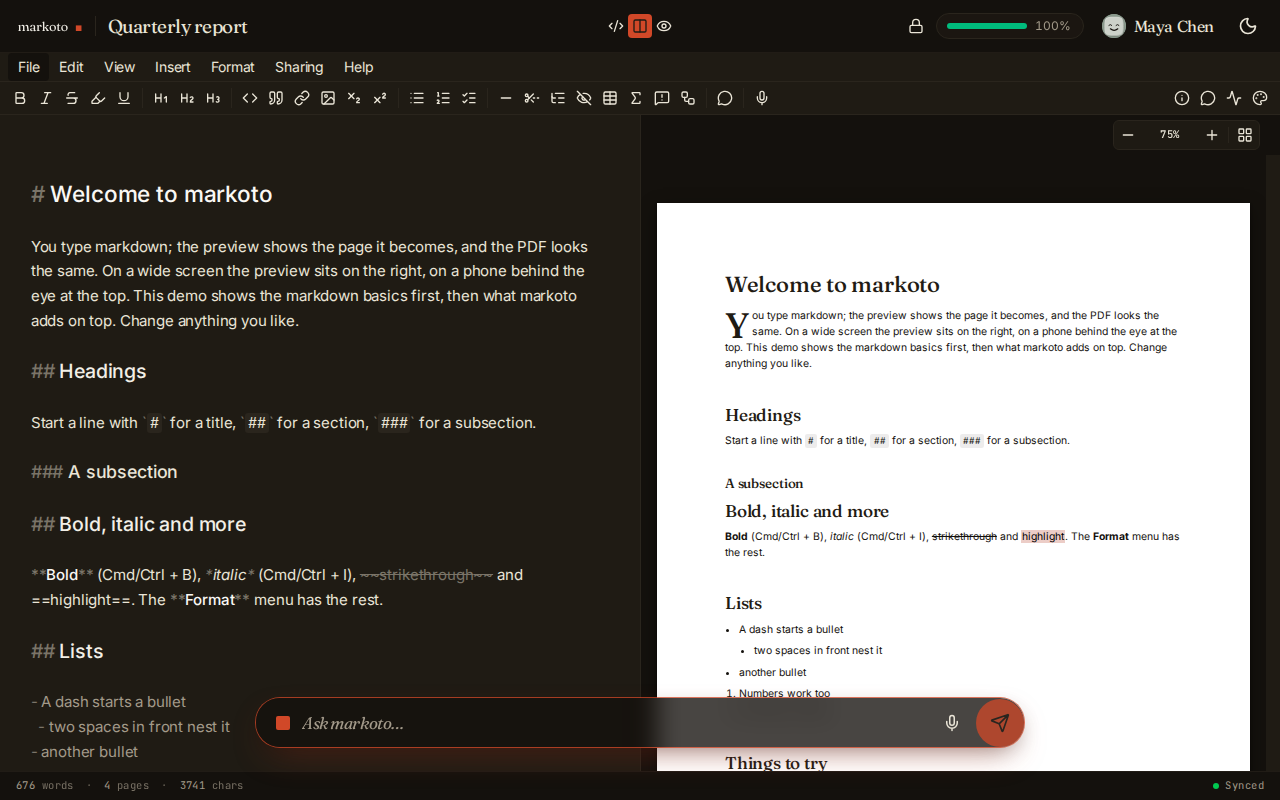 markoto
Quarterly report
100%
Maya Chen
File Edit View Insert Format Sharing Help
H1 H2 H3
75%
# Welcome to markoto
You type markdown; the preview shows the page it becomes, and the PDF looks
the same. On a wide screen the preview sits on the right, on a phone behind the
eye at the top. This demo shows the markdown basics first, then what markoto
adds on top. Change anything you like.
## Headings
Start a line with `#` for a title, `##` for a section, `###` for a subsection.
### A subsection
## Bold, italic and more
**Bold** (Cmd/Ctrl + B), *italic* (Cmd/Ctrl + I), ~~strikethrough~~ and
==highlight==. The **Format** menu has the rest.
## Lists
- A dash starts a bullet
- two spaces in front nest it
- another bullet
Welcome to markoto
You type markdown; the preview shows the page it becomes, and the PDF looks the
same. On a wide screen the preview sits on the right, on a phone behind the eye at the
top. This demo shows the markdown basics first, then what markoto adds on top. Change
anything you like.
Headings
Start a line with # for a title, ## for a section, ### for a subsection.
A subsection
Bold, italic and more
Bold (Cmd/Ctrl + B), italic (Cmd/Ctrl + I), strikethrough and highlight. The Format menu has
the rest.
Lists
• A dash starts a bullet
• two spaces in front nest it
• another bullet
1. Numbers work too
Things to try
Ask markoto...
676 words · 4 pages · 3741 chars
Synced